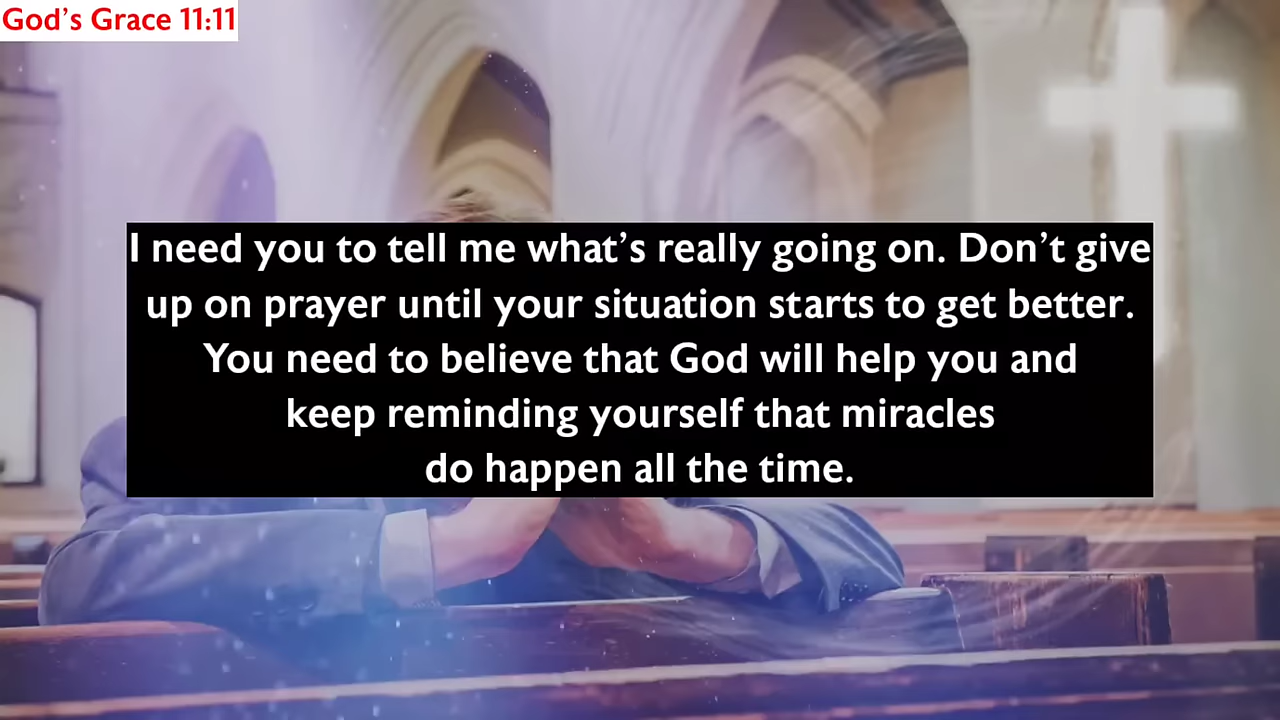 God’s Grace 11:11
I need you to tell me what’s really going on. Don’t give
up on prayer until your situation starts to get better.
You need to believe that God will help you and
keep reminding yourself that miracles
do happen all the time.